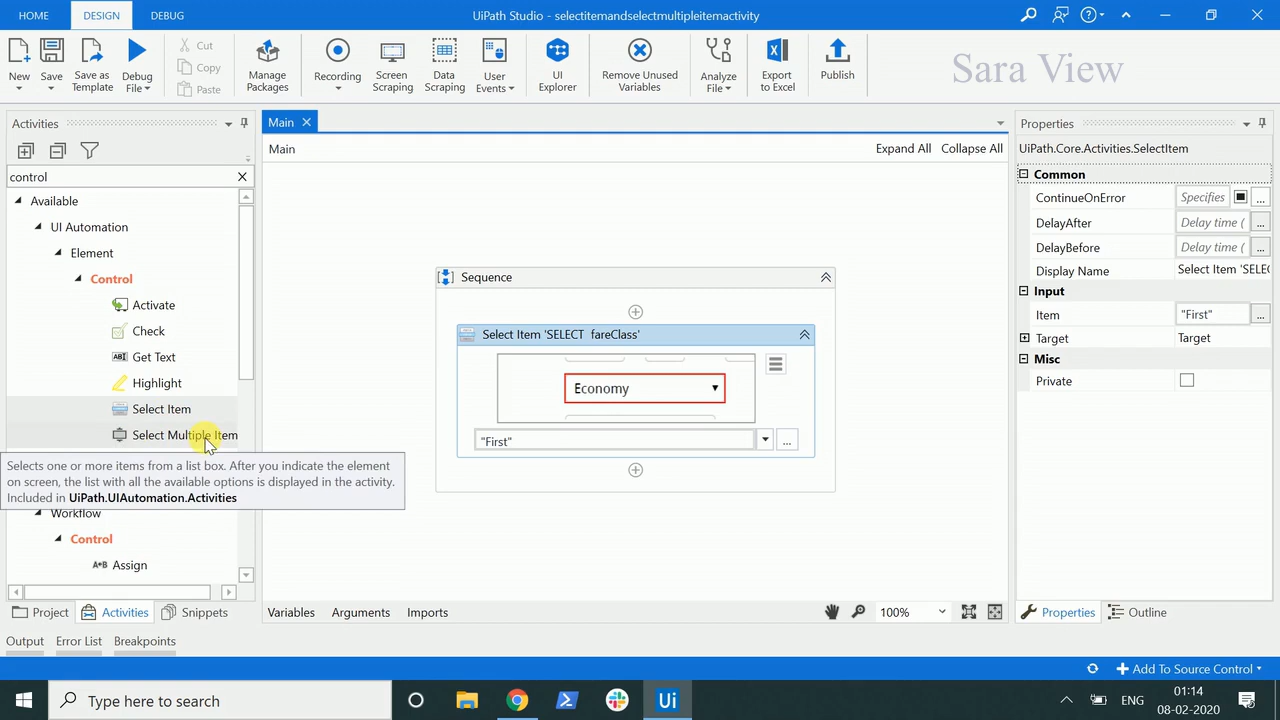 HOME
DESIGN
DEBUG
UiPath Studio - selectitemandselectmultipleitemactivity
New
Save
Save as Template
Debug File
Cut
Copy
Paste
Manage Packages
Recording
Screen Scraping
Data Scraping
User Events
UI Explorer
Remove Unused Variables
Analyze File
Export to Excel
Publish
Sara View
Activities
control
Available
UI Automation
Element
Control
Activate
Check
Get Text
Highlight
Select Item
Select Multiple Item
Selects one or more items from a list box. After you indicate the element
on screen, the list with all the available options is displayed in the activity.
Included in UiPath.UIAutomation.Activities
Workflow
Control
A+B Assign
Project
Activities
Snippets
Main
Main
Expand All
Collapse All
Sequence
Select Item 'SELECT fareClass'
Economy
"First"
...
Variables
Arguments
Imports
100%
Properties
UiPath.Core.Activities.SelectItem
Common
ContinueOnError Specifies ...
DelayAfter Delay time ( ...
DelayBefore Delay time ( ...
Display Name Select Item 'SELEC
Input
Item "First" ...
Target Target
Misc
Private
Properties
Outline
Output
Error List
Breakpoints
Add To Source Control
Type here to search
Ui
ENG
01:14
08-02-2020